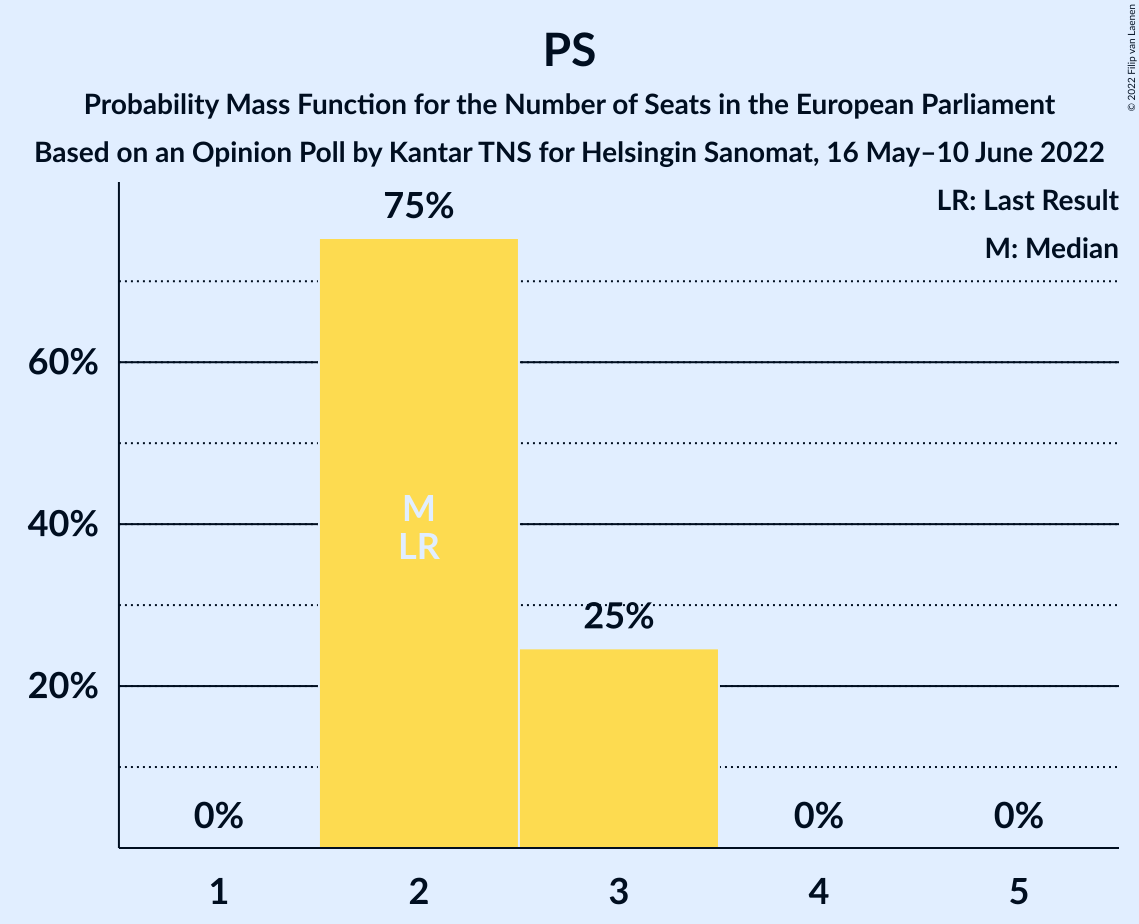 PS
Probability Mass Function for the Number of Seats in the European Parliament
Based on an Opinion Poll by Kantar TNS for Helsingin Sanomat, 16 May–10 June 2022
© 2022 Filip van Laenen
LR: Last Result
M: Median
75%
60%
M
40%
LR
25%
20%
0%
0%
0%
1
2
3
4
5